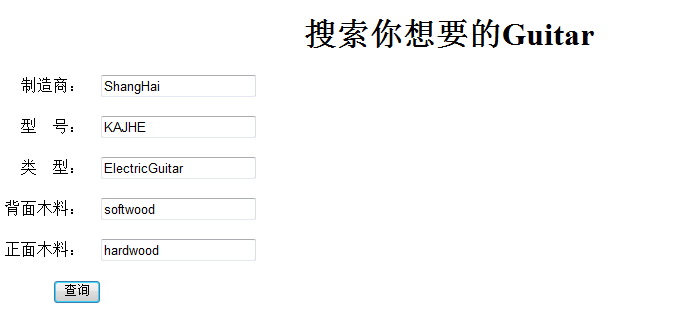 搜索你想要的Guitar
制造商： ShangHai
型　号： KAJHE
类　型： ElectricGuitar
背面木料： softwood
正面木料： hardwood
查询